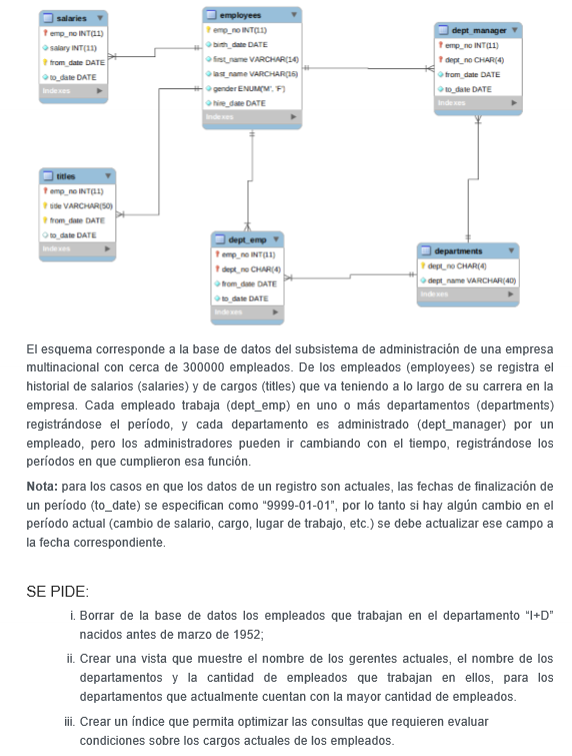 salaries
emp_no INT(11)
salary INT(11)
from_date DATE
to_date DATE
Indexes
employees
emp_no INT(11)
birth_date DATE
first_name VARCHAR(14)
last_name VARCHAR(16)
gender ENUM('M', 'F')
hire_date DATE
Indexes
dept_manager
emp_no INT(11)
dept_no CHAR(4)
from_date DATE
to_date DATE
Indexes
titles
emp_no INT(11)
title VARCHAR(50)
from_date DATE
to_date DATE
Indexes
dept_emp
emp_no INT(11)
dept_no CHAR(4)
from_date DATE
to_date DATE
Indexes
departments
dept_no CHAR(4)
dept_name VARCHAR(40)
Indexes
El esquema corresponde a la base de datos del subsistema de administración de una empresa
multinacional con cerca de 300000 empleados. De los empleados (employees) se registra el
historial de salarios (salaries) y de cargos (titles) que va teniendo a lo largo de su carrera en la
empresa. Cada empleado trabaja (dept_emp) en uno o más departamentos (departments)
registrándose el período, y cada departamento es administrado (dept_manager) por un
empleado, pero los administradores pueden ir cambiando con el tiempo, registrándose los
períodos en que cumplieron esa función.
Nota: para los casos en que los datos de un registro son actuales, las fechas de finalización de
un período (to_date) se especifican como “9999-01-01”, por lo tanto si hay algún cambio en el
período actual (cambio de salario, cargo, lugar de trabajo, etc.) se debe actualizar ese campo a
la fecha correspondiente.
SE PIDE:
i. Borrar de la base de datos los empleados que trabajan en el departamento “I+D”
nacidos antes de marzo de 1952;
ii. Crear una vista que muestre el nombre de los gerentes actuales, el nombre de los
departamentos y la cantidad de empleados que trabajan en ellos, para los
departamentos que actualmente cuentan con la mayor cantidad de empleados.
iii. Crear un índice que permita optimizar las consultas que requieren evaluar
condiciones sobre los cargos actuales de los empleados.